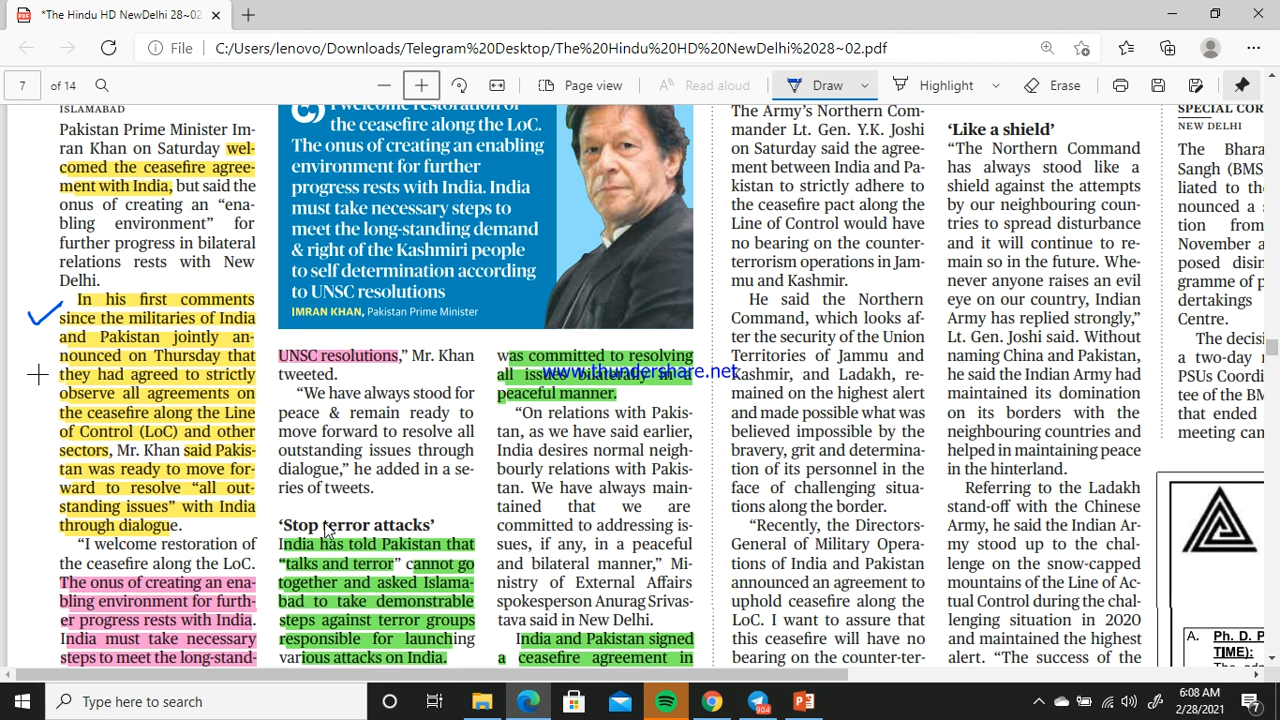 *The Hindu HD NewDelhi 28~02
File
C:/Users/lenovo/Downloads/Telegram%20Desktop/The%20Hindu%20HD%20NewDelhi%2028~02.pdf
7 of 14
Page view
Read aloud
Draw
Highlight
Erase
ISLAMABAD
Pakistan Prime Minister Im-
ran Khan on Saturday wel-
comed the ceasefire agree-
ment with India, but said the
onus of creating an “ena-
bling environment” for
further progress in bilateral
relations rests with New
Delhi.
In his first comments
since the militaries of India
and Pakistan jointly an-
nounced on Thursday that
they had agreed to strictly
observe all agreements on
the ceasefire along the Line
of Control (LoC) and other
sectors, Mr. Khan said Pakis-
tan was ready to move for-
ward to resolve “all out-
standing issues” with India
through dialogue.
“I welcome restoration of
the ceasefire along the LoC.
The onus of creating an ena-
bling environment for furth-
er progress rests with India.
India must take necessary
steps to meet the long-stand-
I welcome restoration of
the ceasefire along the LoC.
The onus of creating an enabling
environment for further
progress rests with India. India
must take necessary steps to
meet the long-standing demand
& right of the Kashmiri people
to self determination according
to UNSC resolutions
IMRAN KHAN, Pakistan Prime Minister
UNSC resolutions,” Mr. Khan
tweeted.
“We have always stood for
peace & remain ready to
move forward to resolve all
outstanding issues through
dialogue,” he added in a se-
ries of tweets.
‘Stop terror attacks’
India has told Pakistan that
“talks and terror” cannot go
together and asked Islama-
bad to take demonstrable
steps against terror groups
responsible for launching
various attacks on India.
was committed to resolving
all issues bilaterally in a
peaceful manner.
“On relations with Pakis-
tan, as we have said earlier,
India desires normal neigh-
bourly relations with Pakis-
tan. We have always main-
tained that we are
committed to addressing is-
sues, if any, in a peaceful
and bilateral manner,” Mi-
nistry of External Affairs
spokesperson Anurag Srivas-
tava said in New Delhi.
India and Pakistan signed
a ceasefire agreement in
www.thundershare.net
The Army’s Northern Com-
mander Lt. Gen. Y.K. Joshi
on Saturday said the agree-
ment between India and Pa-
kistan to strictly adhere to
the ceasefire pact along the
Line of Control would have
no bearing on the counter-
terrorism operations in Jam-
mu and Kashmir.
He said the Northern
Command, which looks af-
ter the security of the Union
Territories of Jammu and
Kashmir, and Ladakh, re-
mained on the highest alert
and made possible what was
believed impossible by the
bravery, grit and determina-
tion of its personnel in the
face of challenging situa-
tions along the border.
“Recently, the Directors-
General of Military Opera-
tions of India and Pakistan
announced an agreement to
uphold ceasefire along the
LoC. I want to assure that
this ceasefire will have no
bearing on the counter-ter-
‘Like a shield’
“The Northern Command
has always stood like a
shield against the attempts
by our neighbouring coun-
tries to spread disturbance
and it will continue to re-
main so in the future. Whe-
never anyone raises an evil
eye on our country, Indian
Army has replied strongly,”
Lt. Gen. Joshi said. Without
naming China and Pakistan,
he said the Indian Army had
maintained its domination
on its borders with the
neighbouring countries and
helped in maintaining peace
in the hinterland.
Referring to the Ladakh
stand-off with the Chinese
Army, he said the Indian Ar-
my stood up to the chal-
lenge on the snow-capped
mountains of the Line of Ac-
tual Control during the chal-
lenging situation in 2020
and maintained the highest
alert. “The success of the
SPECIAL COR
NEW DELHI
The Bhara
Sangh (BMS
liated to th
nounced a
tion from
November
posed disin
gramme of p
dertakings
Centre.
The decisi
a two-day
PSUs Coordi
tee of the BM
that ended
meeting can
A. Ph. D. P
TIME):
Type here to search
904
6:08 AM
2/28/2021
7